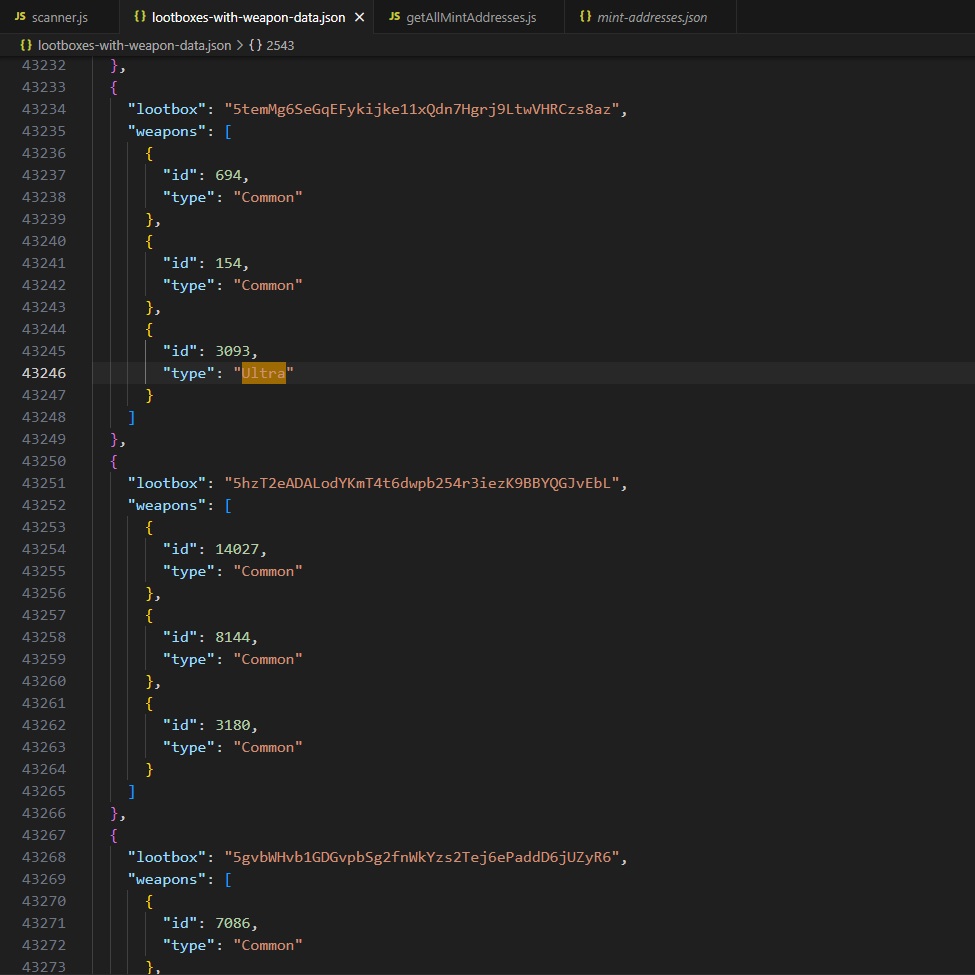 JS scanner.js {} lootboxes-with-weapon-data.json × JS getAllMintAddresses.js {} mint-addresses.json
{} lootboxes-with-weapon-data.json > {} 2543
43232 },
43233 {
43234 "lootbox": "5temMg6SeGqEFykijke11xQdn7Hgrj9LtwVHRCzs8az",
43235 "weapons": [
43236 {
43237 "id": 694,
43238 "type": "Common"
43239 },
43240 {
43241 "id": 154,
43242 "type": "Common"
43243 },
43244 {
43245 "id": 3093,
43246 "type": "Ultra"
43247 }
43248 ]
43249 },
43250 {
43251 "lootbox": "5hzT2eADALodYKmT4t6dwpb254r3iezK9BBYQGJvEbL",
43252 "weapons": [
43253 {
43254 "id": 14027,
43255 "type": "Common"
43256 },
43257 {
43258 "id": 8144,
43259 "type": "Common"
43260 },
43261 {
43262 "id": 3180,
43263 "type": "Common"
43264 }
43265 ]
43266 },
43267 {
43268 "lootbox": "5gvbWHvb1GDGvpbSg2fnWkYzs2Tej6ePaddD6jUZyR6",
43269 "weapons": [
43270 {
43271 "id": 7086,
43272 "type": "Common"
43273 },